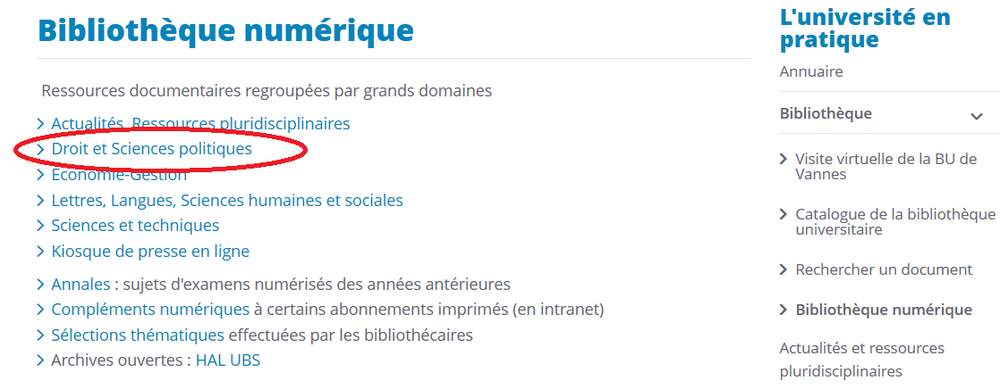 Bibliothèque numérique
Ressources documentaires regroupées par grands domaines
Actualités, Ressources pluridisciplinaires
Droit et Sciences politiques
Economie-Gestion
Lettres, Langues, Sciences humaines et sociales
Sciences et techniques
Kiosque de presse en ligne
Annales : sujets d'examens numérisés des années antérieures
Compléments numériques à certains abonnements imprimés (en intranet)
Sélections thématiques effectuées par les bibliothécaires
Archives ouvertes : HAL UBS
L'université en
pratique
Annuaire
Bibliothèque
Visite virtuelle de la BU de
Vannes
Catalogue de la bibliothèque
universitaire
Rechercher un document
Bibliothèque numérique
Actualités et ressources
pluridisciplinaires